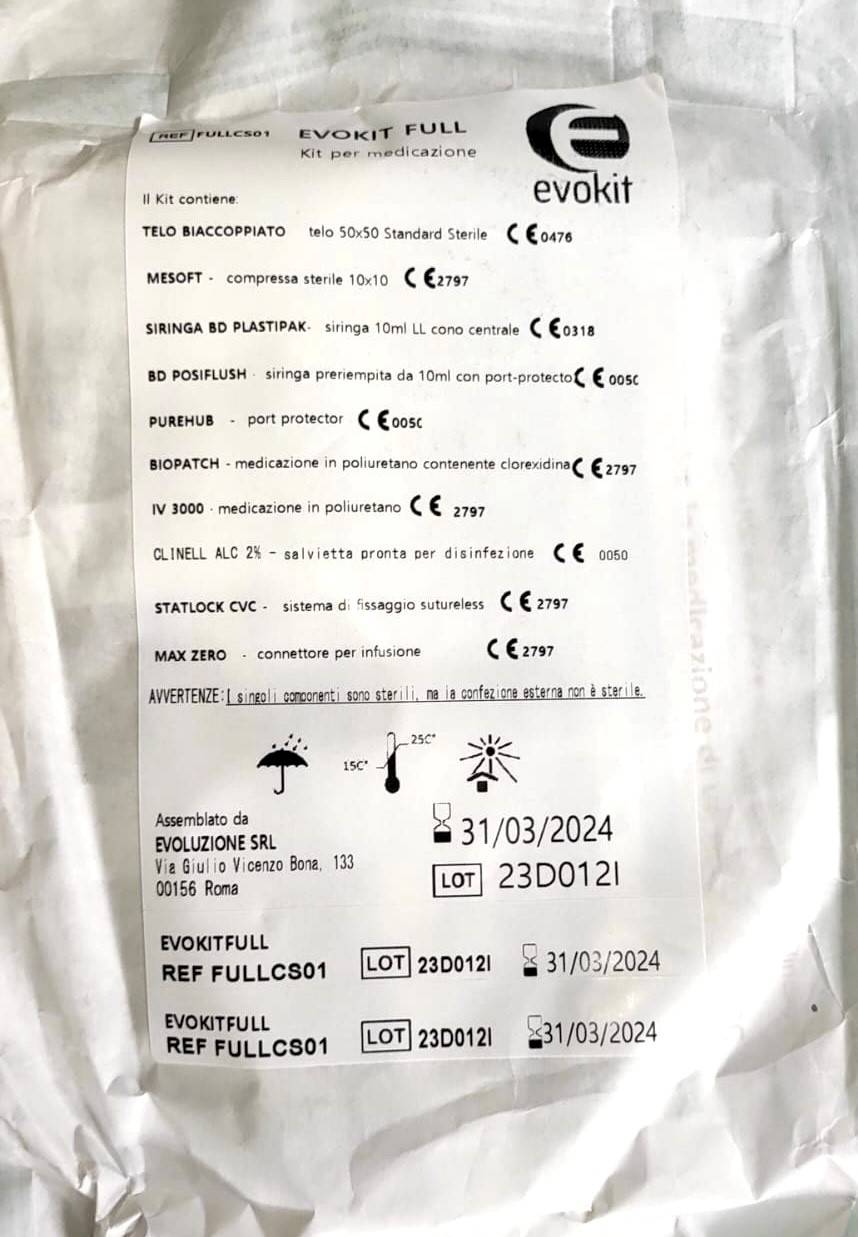 REF FULLCS01 EVOKIT FULL
Kit per medicazione
evokit
Il Kit contiene:
TELO BIACCOPPIATO telo 50x50 Standard Sterile CE 0476
MESOFT - compressa sterile 10x10 CE 2797
SIRINGA BD PLASTIPAK- siringa 10ml LL cono centrale CE 0318
BD POSIFLUSH - siringa preriempita da 10ml con port-protecto CE 0050
PUREHUB - port protector CE 0050
BIOPATCH - medicazione in poliuretano contenente clorexidina CE 2797
IV 3000 - medicazione in poliuretano CE 2797
CLINELL ALC 2% - salvietta pronta per disinfezione CE 0050
STATLOCK CVC - sistema di fissaggio sutureless CE 2797
MAX ZERO - connettore per infusione CE 2797
AVVERTENZE: I singoli componenti sono sterili, ma la confezione esterna non è sterile.
15C° 25C°
Assemblato da
EVOLUZIONE SRL
Via Giulio Vicenzo Bona, 133
00156 Roma
31/03/2024
LOT 23D012I
EVOKITFULL
REF FULLCS01 LOT 23D012I 31/03/2024
EVOKITFULL
REF FULLCS01 LOT 23D012I 31/03/2024